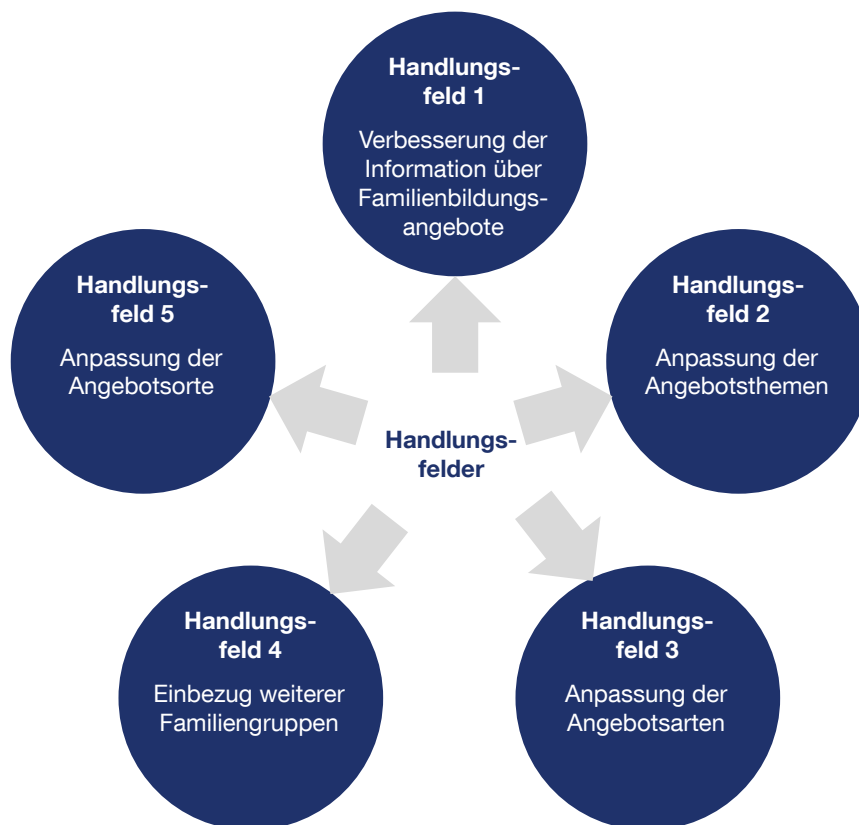 Handlungs-
feld 1
Verbesserung der
Information über
Familienbildungs-
angebote
Handlungs-
feld 5
Anpassung der
Angebotsorte
Handlungs-
feld 2
Anpassung der
Angebotsthemen
Handlungs-
felder
Handlungs-
feld 4
Einbezug weiterer
Familiengruppen
Handlungs-
feld 3
Anpassung der
Angebotsarten